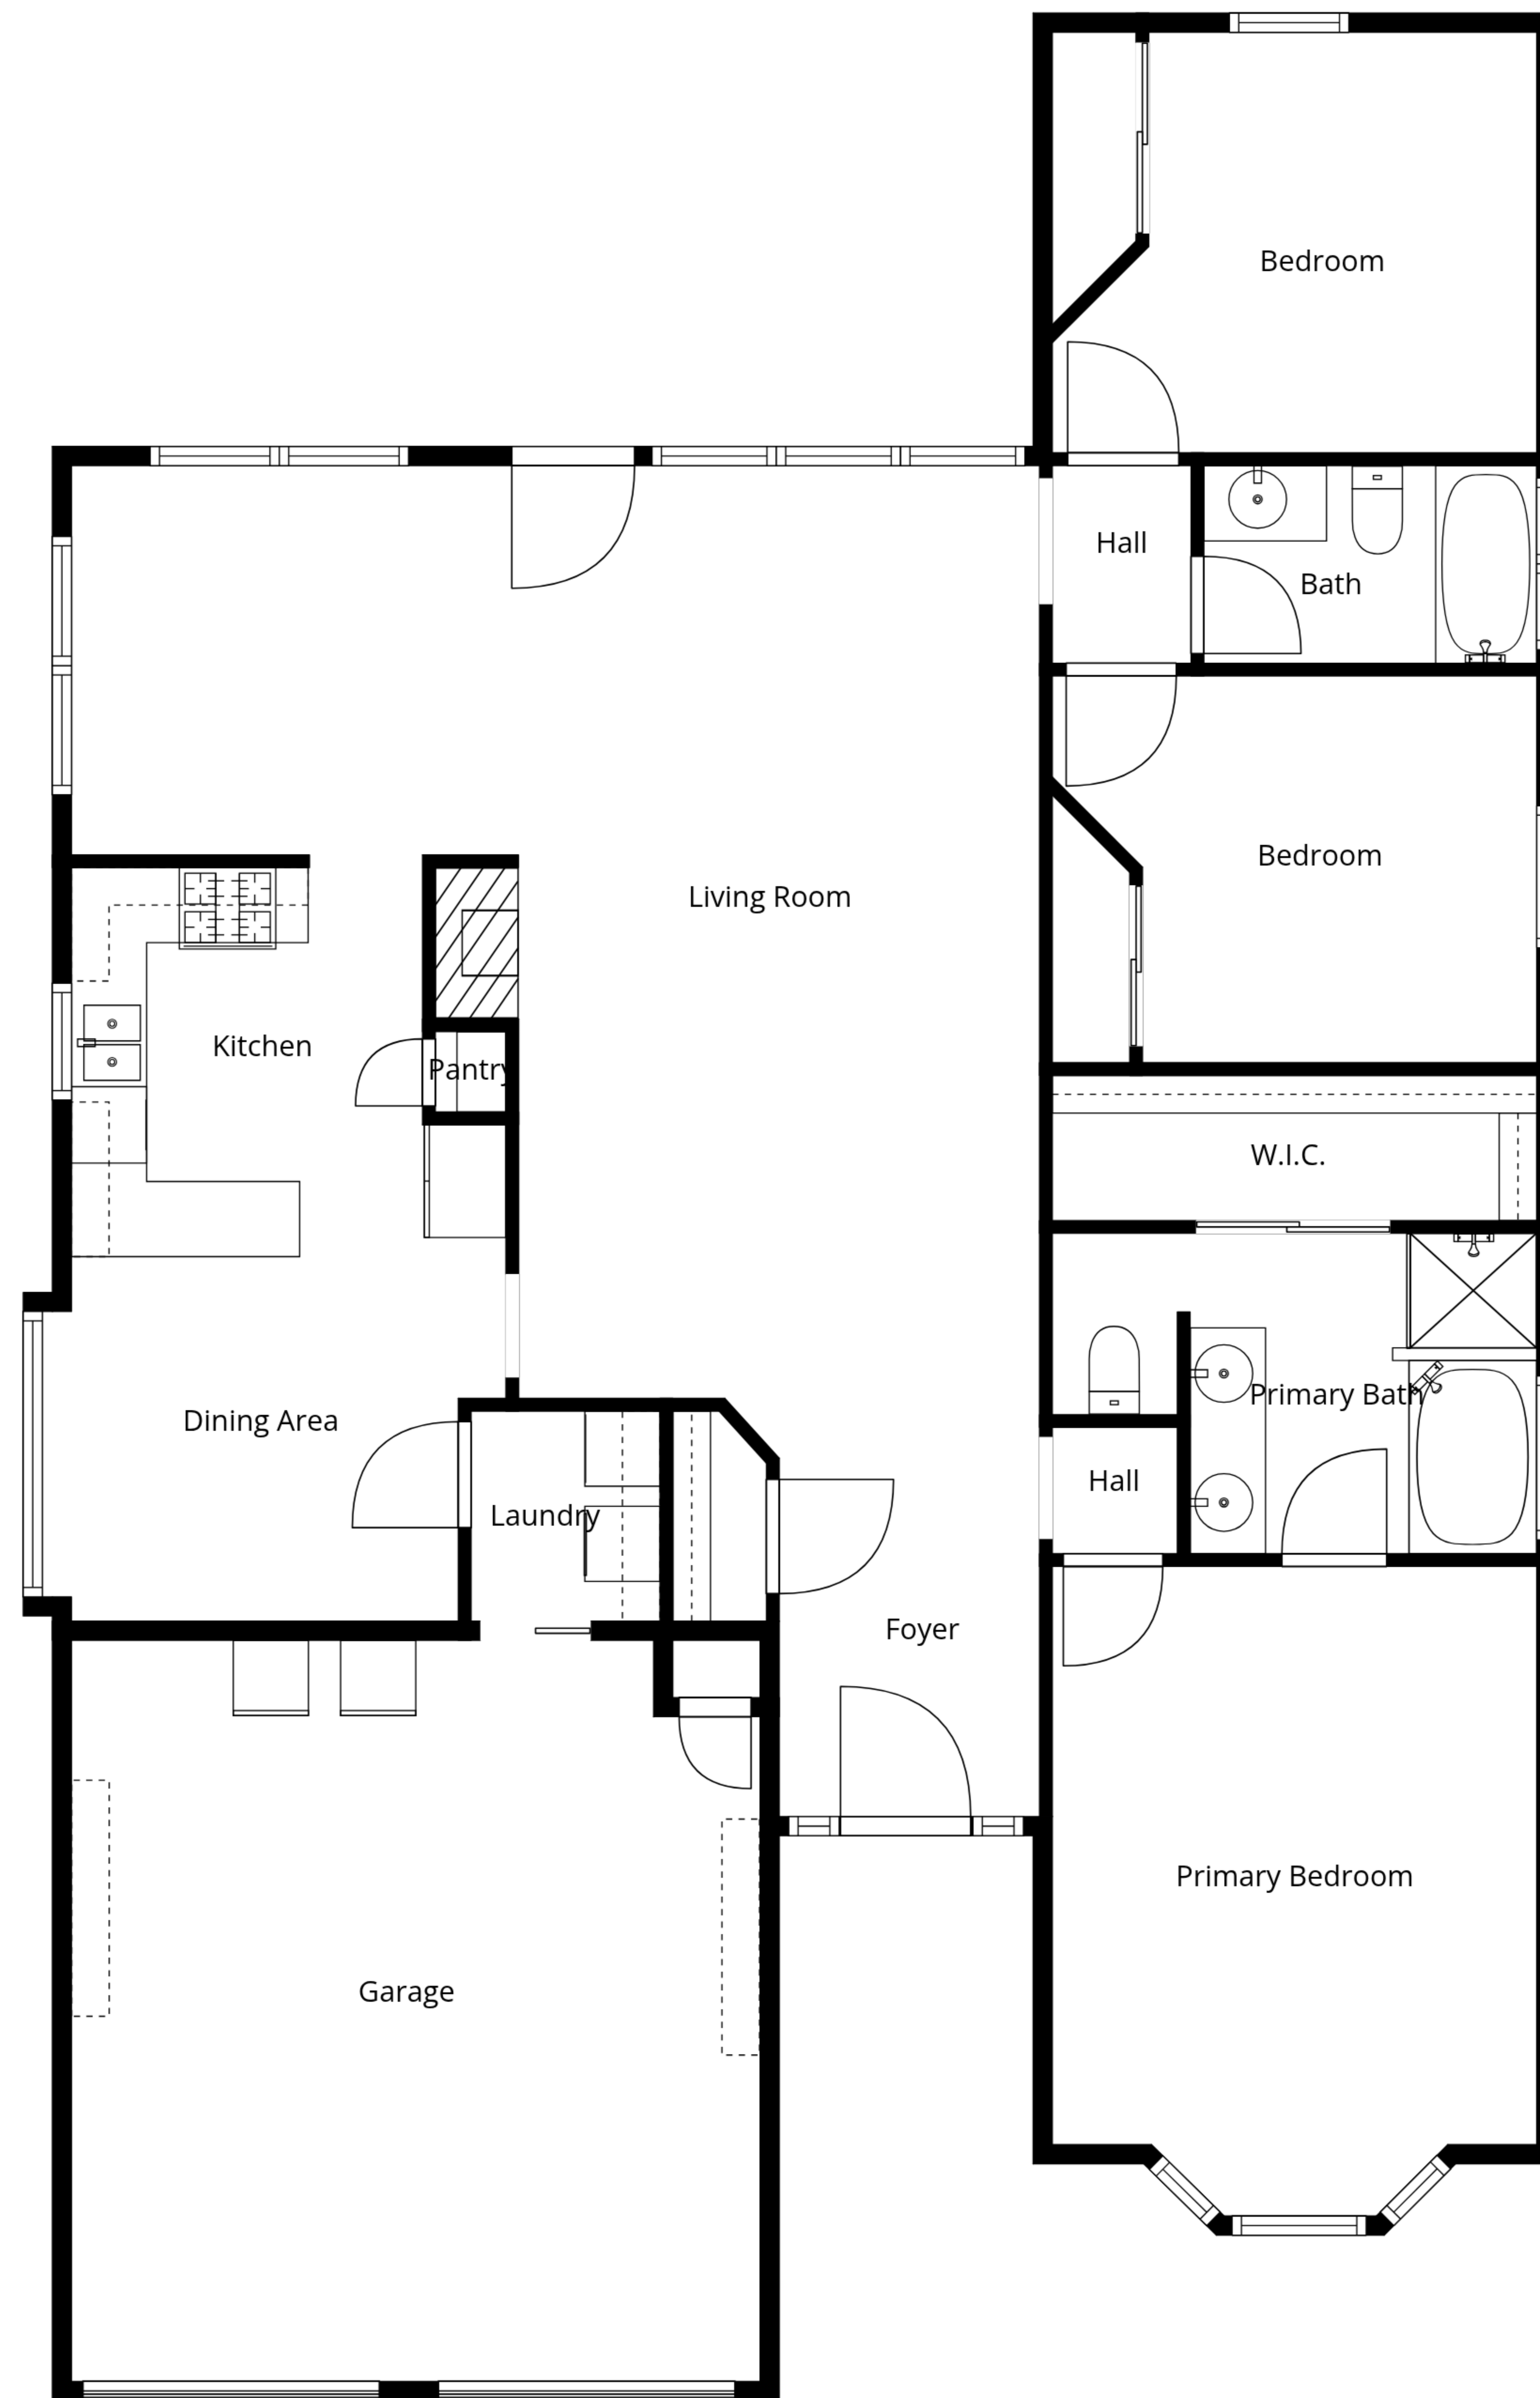 Bedroom
Hall
Bath
Bedroom
Living Room
Kitchen
Pantry
W.I.C.
Primary Bath
Dining Area
Hall
Laundry
Foyer
Primary Bedroom
Garage